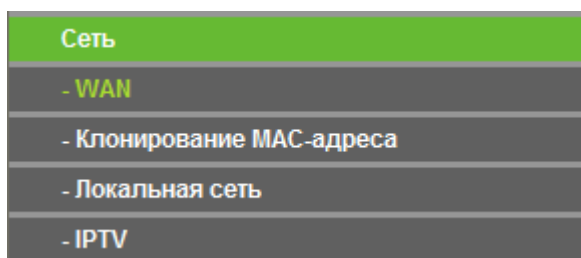 Сеть
- WAN
- Клонирование MAC-адреса
- Локальная сеть
- IPTV